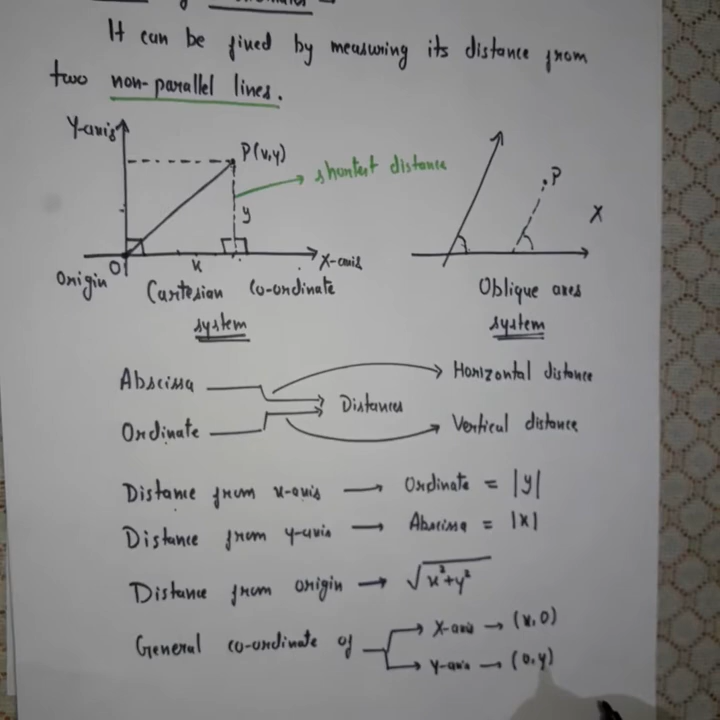 It can be fixed by measuring its distance from
two non-parallel lines.
Y-axis
P(x,y)
shortest distance
y
O
x
X-axis
Origin
Cartesian co-ordinate
system
P
X
Oblique axes
system
Abscissa
Horizontal distance
Distances
Ordinate
Vertical distance
Distance from x-axis → Ordinate = |y|
Distance from y-axis → Abscissa = |x|
Distance from origin → √x²+y²
General co-ordinate of
X-axis → (x,0)
Y-axis → (0,y)